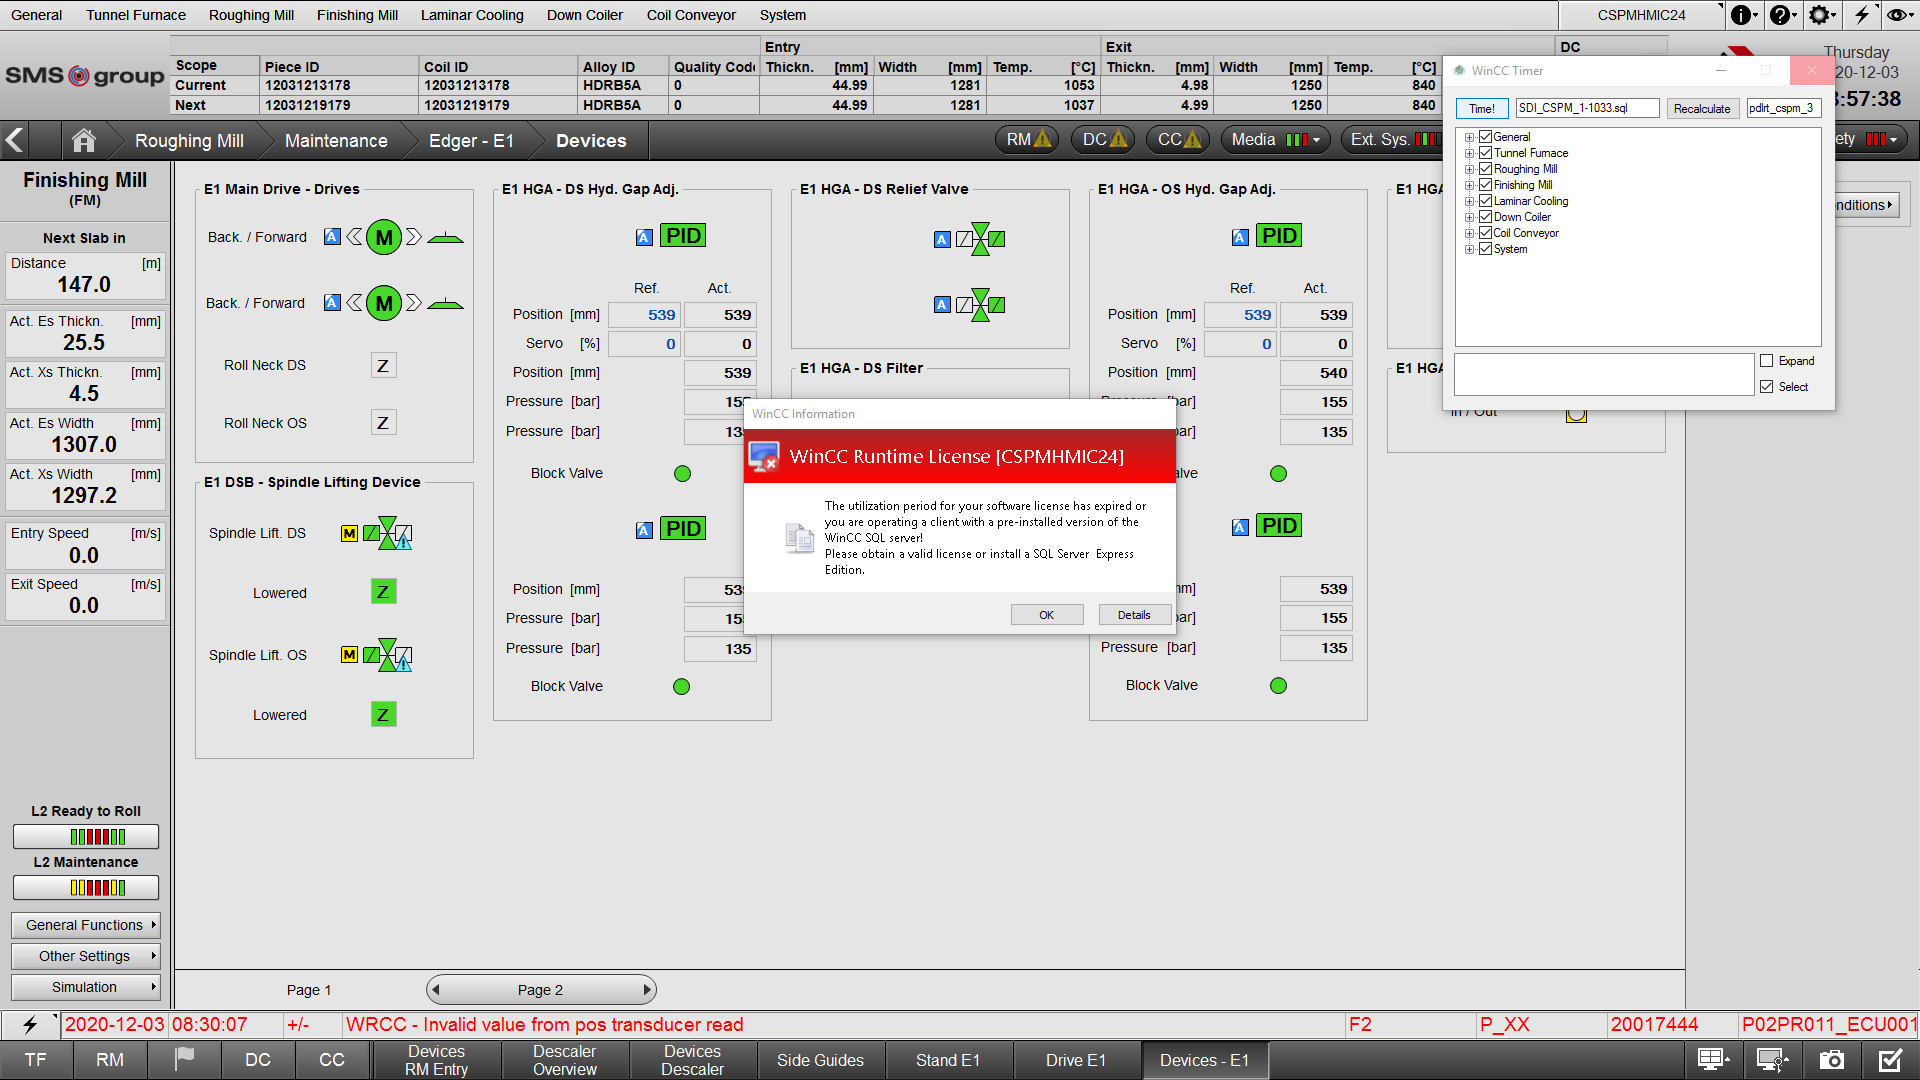 General Tunnel Furnace Roughing Mill Finishing Mill Laminar Cooling Down Coiler Coil Conveyor System CSPMHMIC24
SMS group
Entry Exit DC
Scope Piece ID Coil ID Alloy ID Quality Code Thickn. [mm] Width [mm] Temp. [°C] Thickn. [mm] Width [mm] Temp. [°C]
Current 12031213178 12031213178 HDRB5A 0 44.99 1281 1053 4.98 1250 840
Next 12031219179 12031219179 HDRB5A 0 44.99 1281 1037 4.99 1250 840
Thursday
20-12-03
:57:38
Roughing Mill Maintenance Edger - E1 Devices
RM DC CC Media Ext. Sys. ety
WinCC Timer
Time! SDI_CSPM_1-1033.sql Recalculate pdlrt_cspm_3
General
Tunnel Furnace
Roughing Mill
Finishing Mill
Laminar Cooling
Down Coiler
Coil Conveyor
System
Expand
Select
nditions
Finishing Mill
(FM)
Next Slab in
Distance [m]
147.0
Act. Es Thickn. [mm]
25.5
Act. Xs Thickn. [mm]
4.5
Act. Es Width [mm]
1307.0
Act. Xs Width [mm]
1297.2
Entry Speed [m/s]
0.0
Exit Speed [m/s]
0.0
L2 Ready to Roll
L2 Maintenance
General Functions
Other Settings
Simulation
E1 Main Drive - Drives
Back. / Forward A M
Back. / Forward A M
Roll Neck DS Z
Roll Neck OS Z
E1 DSB - Spindle Lifting Device
Spindle Lift. DS M
Lowered Z
Spindle Lift. OS M
Lowered Z
E1 HGA - DS Hyd. Gap Adj.
A PID
Ref. Act.
Position [mm] 539 539
Servo [%] 0 0
Position [mm] 539
Pressure [bar] 155
Pressure [bar] 13
Block Valve
A PID
Position [mm] 53
Pressure [bar] 15
Pressure [bar] 135
Block Valve
E1 HGA - DS Relief Valve
A
A
E1 HGA - DS Filter
E1 HGA - OS Hyd. Gap Adj.
A PID
Ref. Act.
Position [mm] 539 539
Servo [%] 0 0
Position [mm] 540
Pressure [bar] 155
ar] 135
alve
A PID
nm] 539
ar] 155
Pressure [bar] 135
Block Valve
E1 HGA
E1 HGA
In / Out
WinCC Information
WinCC Runtime License [CSPMHMIC24]
The utilization period for your software license has expired or
you are operating a client with a pre-installed version of the
WinCC SQL server!
Please obtain a valid license or install a SQL Server Express
Edition.
OK Details
Page 1 Page 2
2020-12-03 08:30:07 +/- WRCC - Invalid value from pos transducer read F2 P_XX 20017444 P02PR011_ECU001
TF RM DC CC
Devices
RM Entry
Descaler
Overview
Devices
Descaler
Side Guides Stand E1 Drive E1 Devices - E1